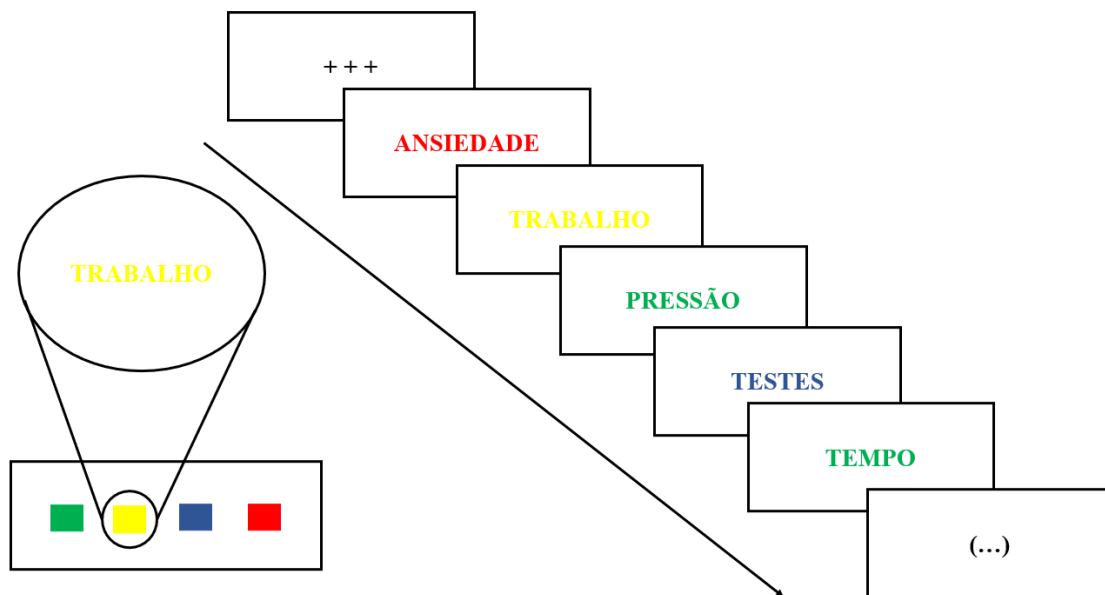 + + +
ANSIEDADE
TRABALHO
PRESSÃO
TESTES
TEMPO
(…)
TRABALHO